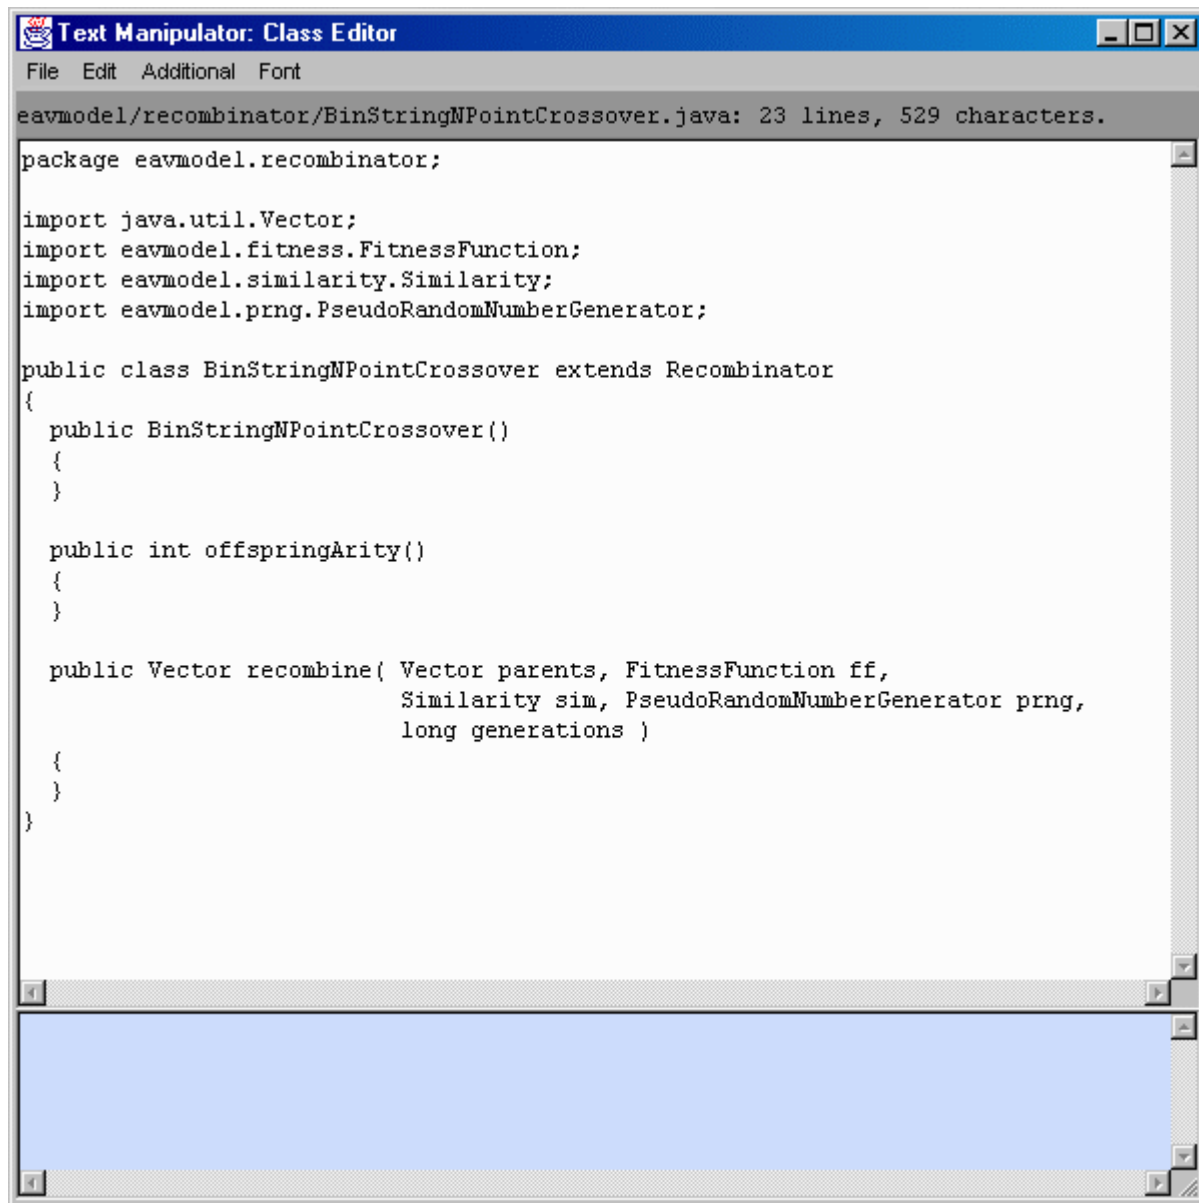 Text Manipulator: Class Editor
File Edit Additional Font
eavmodel/recombinator/BinStringNPointCrossover.java: 23 lines, 529 characters.
package eavmodel.recombinator;
import java.util.Vector;
import eavmodel.fitness.FitnessFunction;
import eavmodel.similarity.Similarity;
import eavmodel.prng.PseudoRandomNumberGenerator;
public class BinStringNPointCrossover extends Recombinator
{
  public BinStringNPointCrossover()
  {
  }
  public int offspringArity()
  {
  }
  public Vector recombine( Vector parents, FitnessFunction ff,
                           Similarity sim, PseudoRandomNumberGenerator prng,
                           long generations )
  {
  }
}